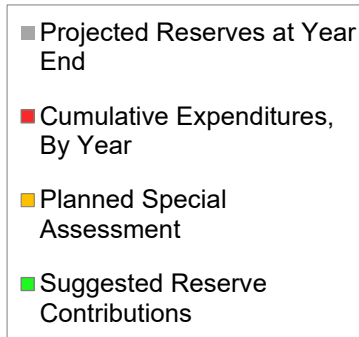 Projected Reserves at Year
End
Cumulative Expenditures,
By Year
Planned Special
Assessment
Suggested Reserve
Contributions